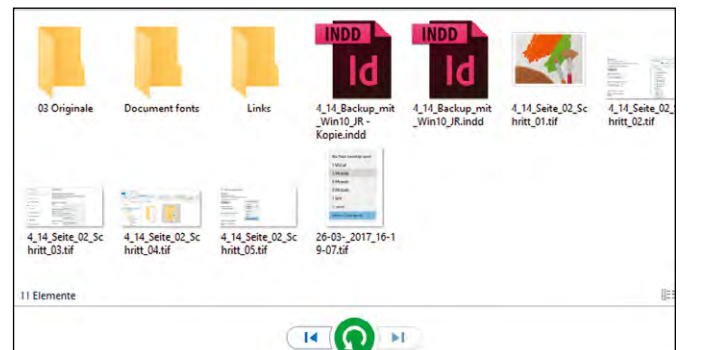 INDD
INDD
Id
Id
03 Originale
Document fonts
Links
4_14_Backup_mit
_Win10_JR -
Kopie.indd
4_14_Backup_mit
_Win10_JR.indd
4_14_Seite_02_Sc
hritt_01.tif
4_14_Seite_02_
hritt_02.tif
4_14_Seite_02_Sc
hritt_03.tif
4_14_Seite_02_Sc
hritt_04.tif
4_14_Seite_02_Sc
hritt_05.tif
26-03-_2017_16-1
9-07.tif
11 Elemente